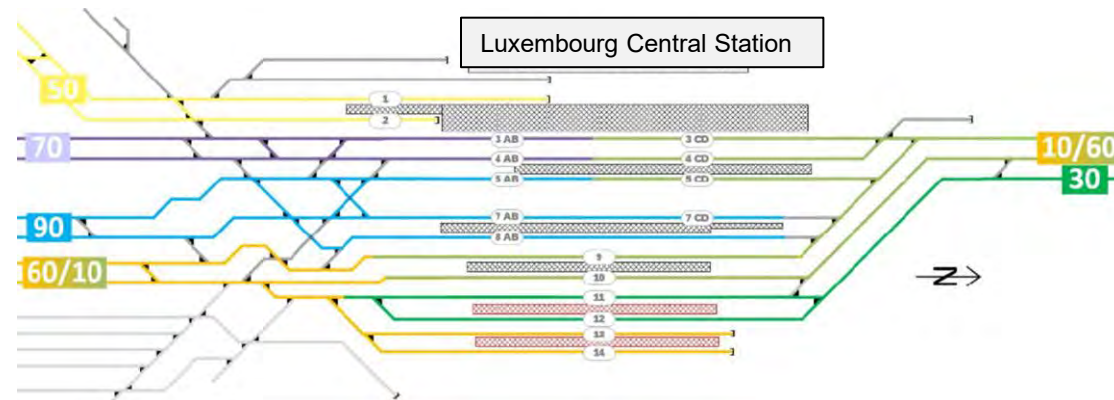 Luxembourg Central Station
50
1
2
70
3 AB
3 CD
10/60
4 AB
4 CD
30
5 AB
5 CD
90
7 AB
7 CD
8 AB
60/10
9
10
11
12
13
14
N